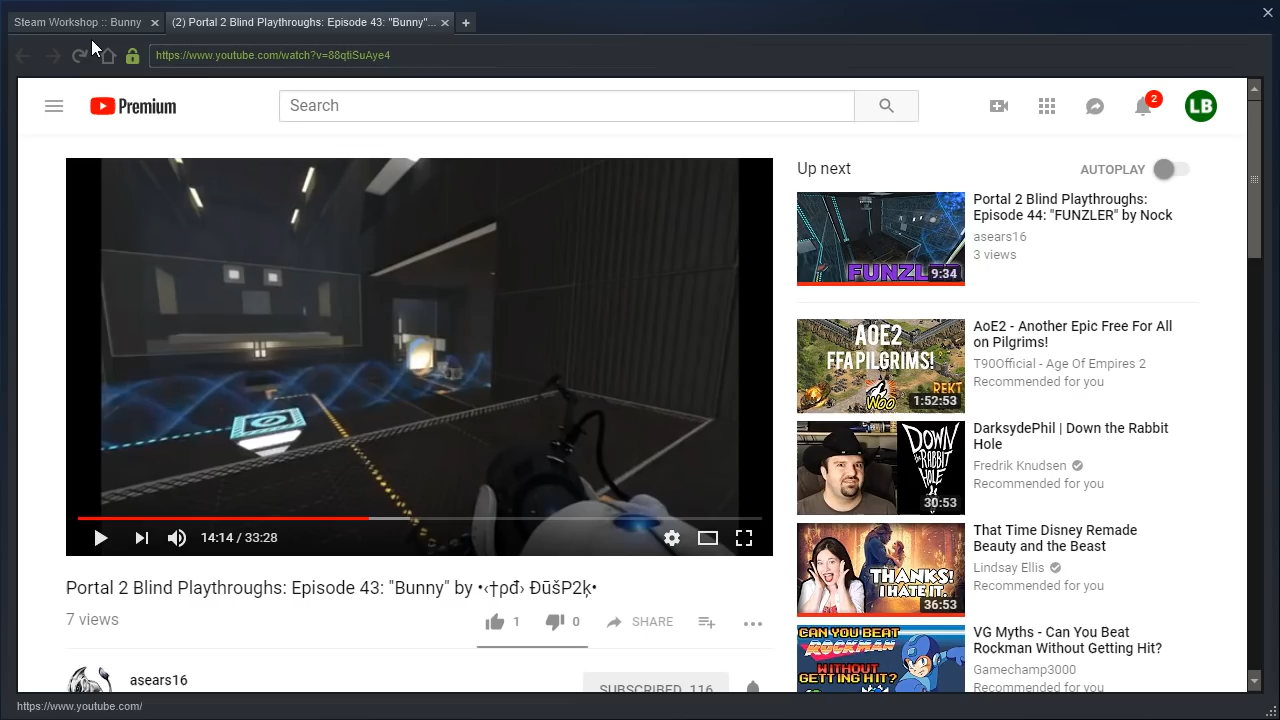 Steam Workshop :: Bunny
(2) Portal 2 Blind Playthroughs: Episode 43: "Bunny"...
https://www.youtube.com/watch?v=88qtiSuAye4
Premium
Search
2
LB
Up next
AUTOPLAY
Portal 2 Blind Playthroughs:
Episode 44: "FUNZLER" by Nock
asears16
3 views
FUNZL
9:34
AoE2 - Another Epic Free For All
on Pilgrims!
T90Official - Age Of Empires 2
Recommended for you
AOE2
FFA PILGRIMS!
REKT
WOO
1:52:53
DarksydePhil | Down the Rabbit
Hole
Fredrik Knudsen
Recommended for you
DOWN
THE
RABBIT
HOLE
30:53
That Time Disney Remade
Beauty and the Beast
Lindsay Ellis
Recommended for you
THANKS!
I HATE IT.
36:53
VG Myths - Can You Beat
Rockman Without Getting Hit?
Gamechamp3000
Recommended for you
CAN YOU BEAT
ROCKMAN
WITHOUT
GETTING HIT?
14:14 / 33:28
Portal 2 Blind Playthroughs: Episode 43: "Bunny" by •‹†ρđ› ÐũšP2ķ•
7 views
1
0
SHARE
asears16
SUBSCRIBED 116
https://www.youtube.com/